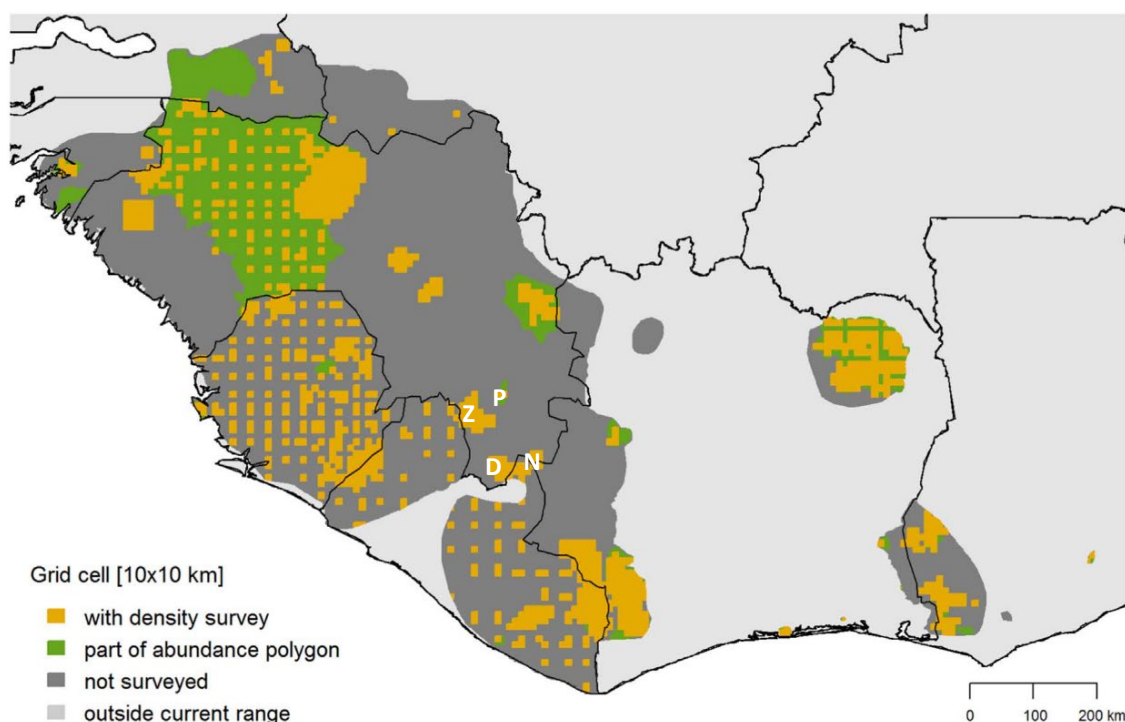 P
Z
D N
Grid cell [10x10 km]
with density survey
part of abundance polygon
not surveyed
outside current range
0 100 200 km